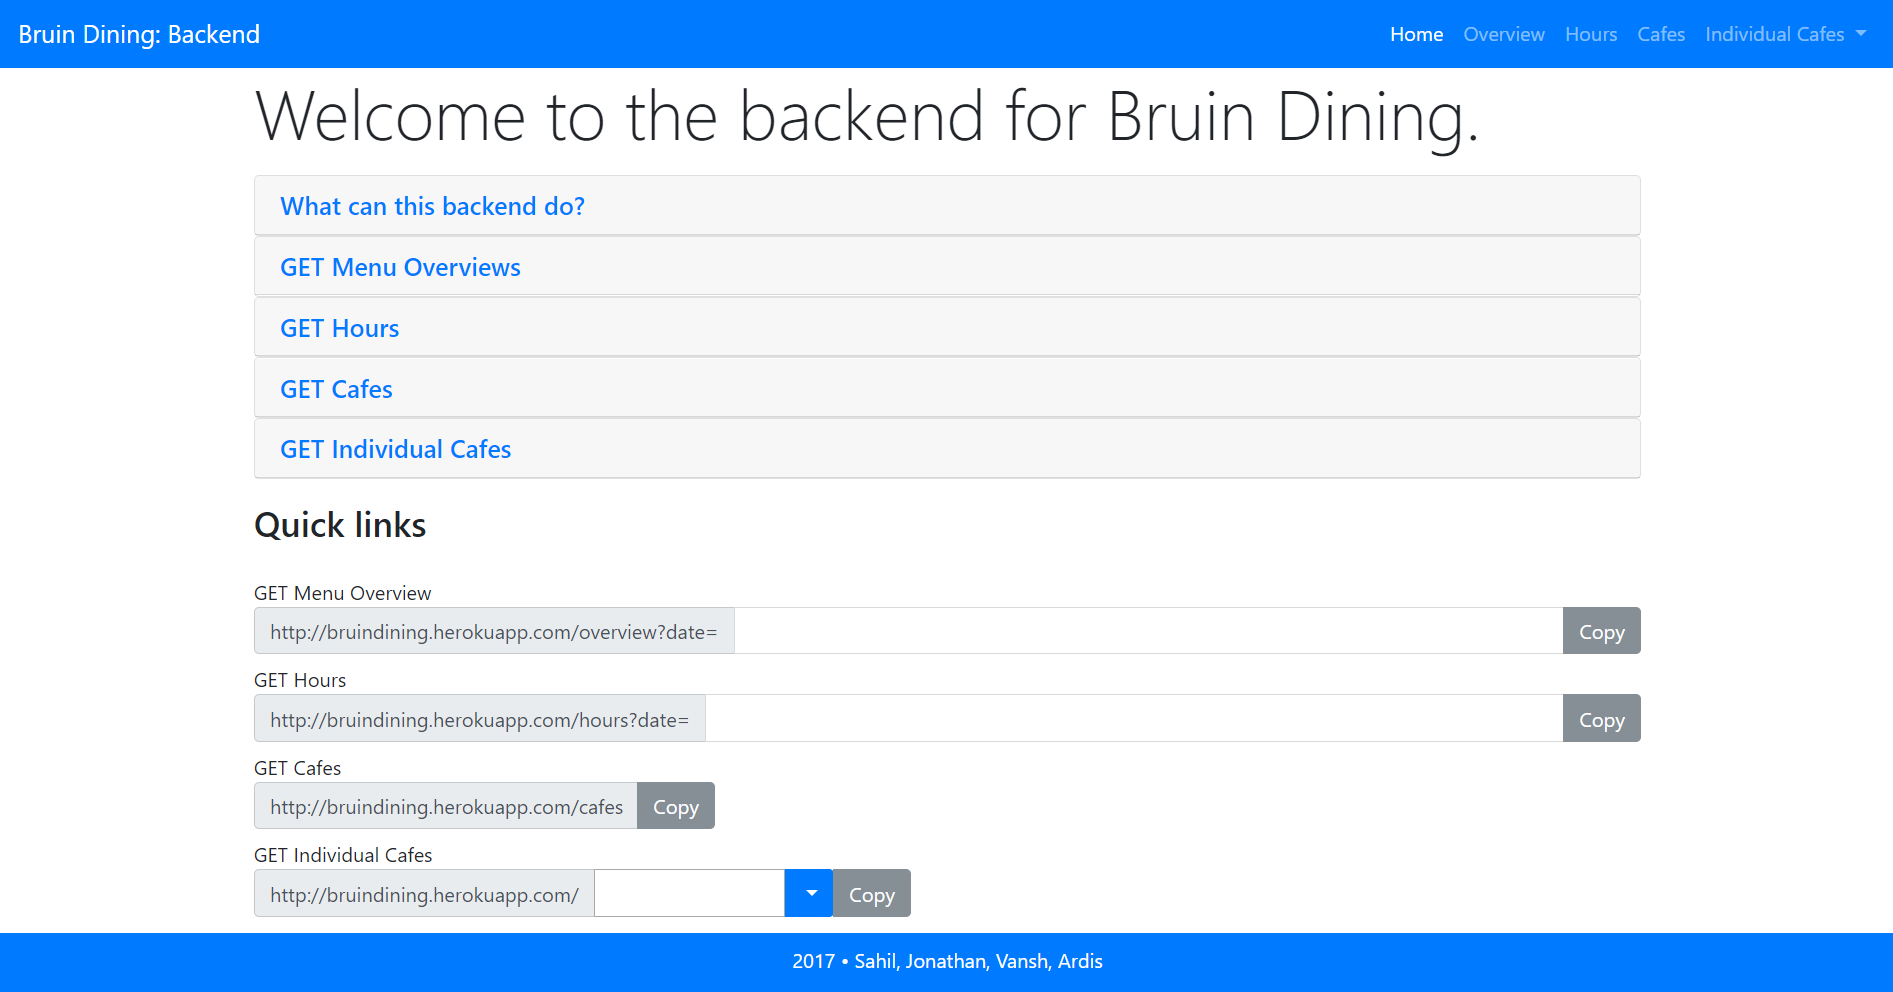 Bruin Dining: Backend
Home Overview Hours Cafes Individual Cafes
Welcome to the backend for Bruin Dining.
What can this backend do?
GET Menu Overviews
GET Hours
GET Cafes
GET Individual Cafes
Quick links
GET Menu Overview
http://bruindining.herokuapp.com/overview?date= Copy
GET Hours
http://bruindining.herokuapp.com/hours?date= Copy
GET Cafes
http://bruindining.herokuapp.com/cafes Copy
GET Individual Cafes
http://bruindining.herokuapp.com/ Copy
2017 • Sahil, Jonathan, Vansh, Ardis